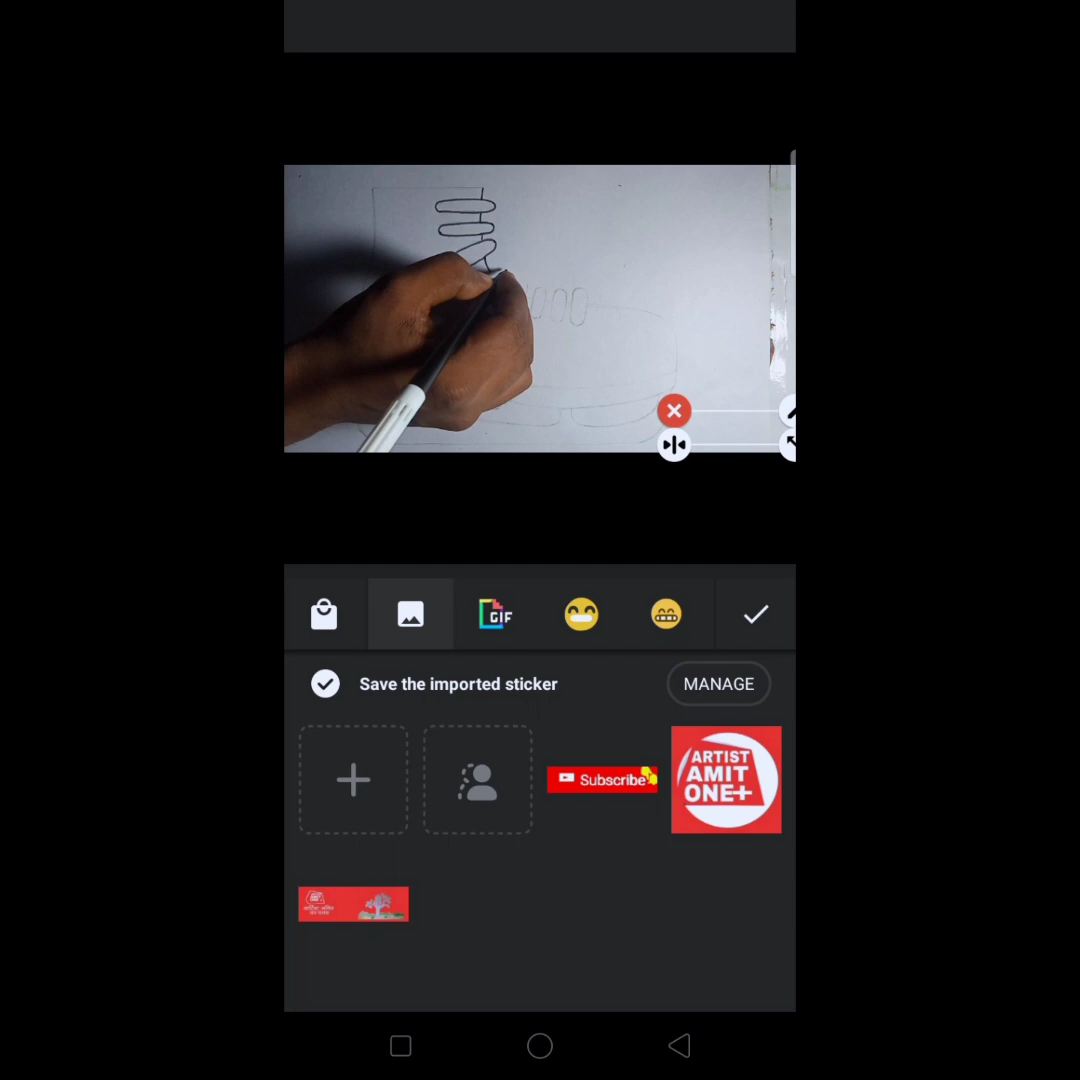 GIF
Save the imported sticker
MANAGE
Subscribe
ARTIST
AMIT
ONE+